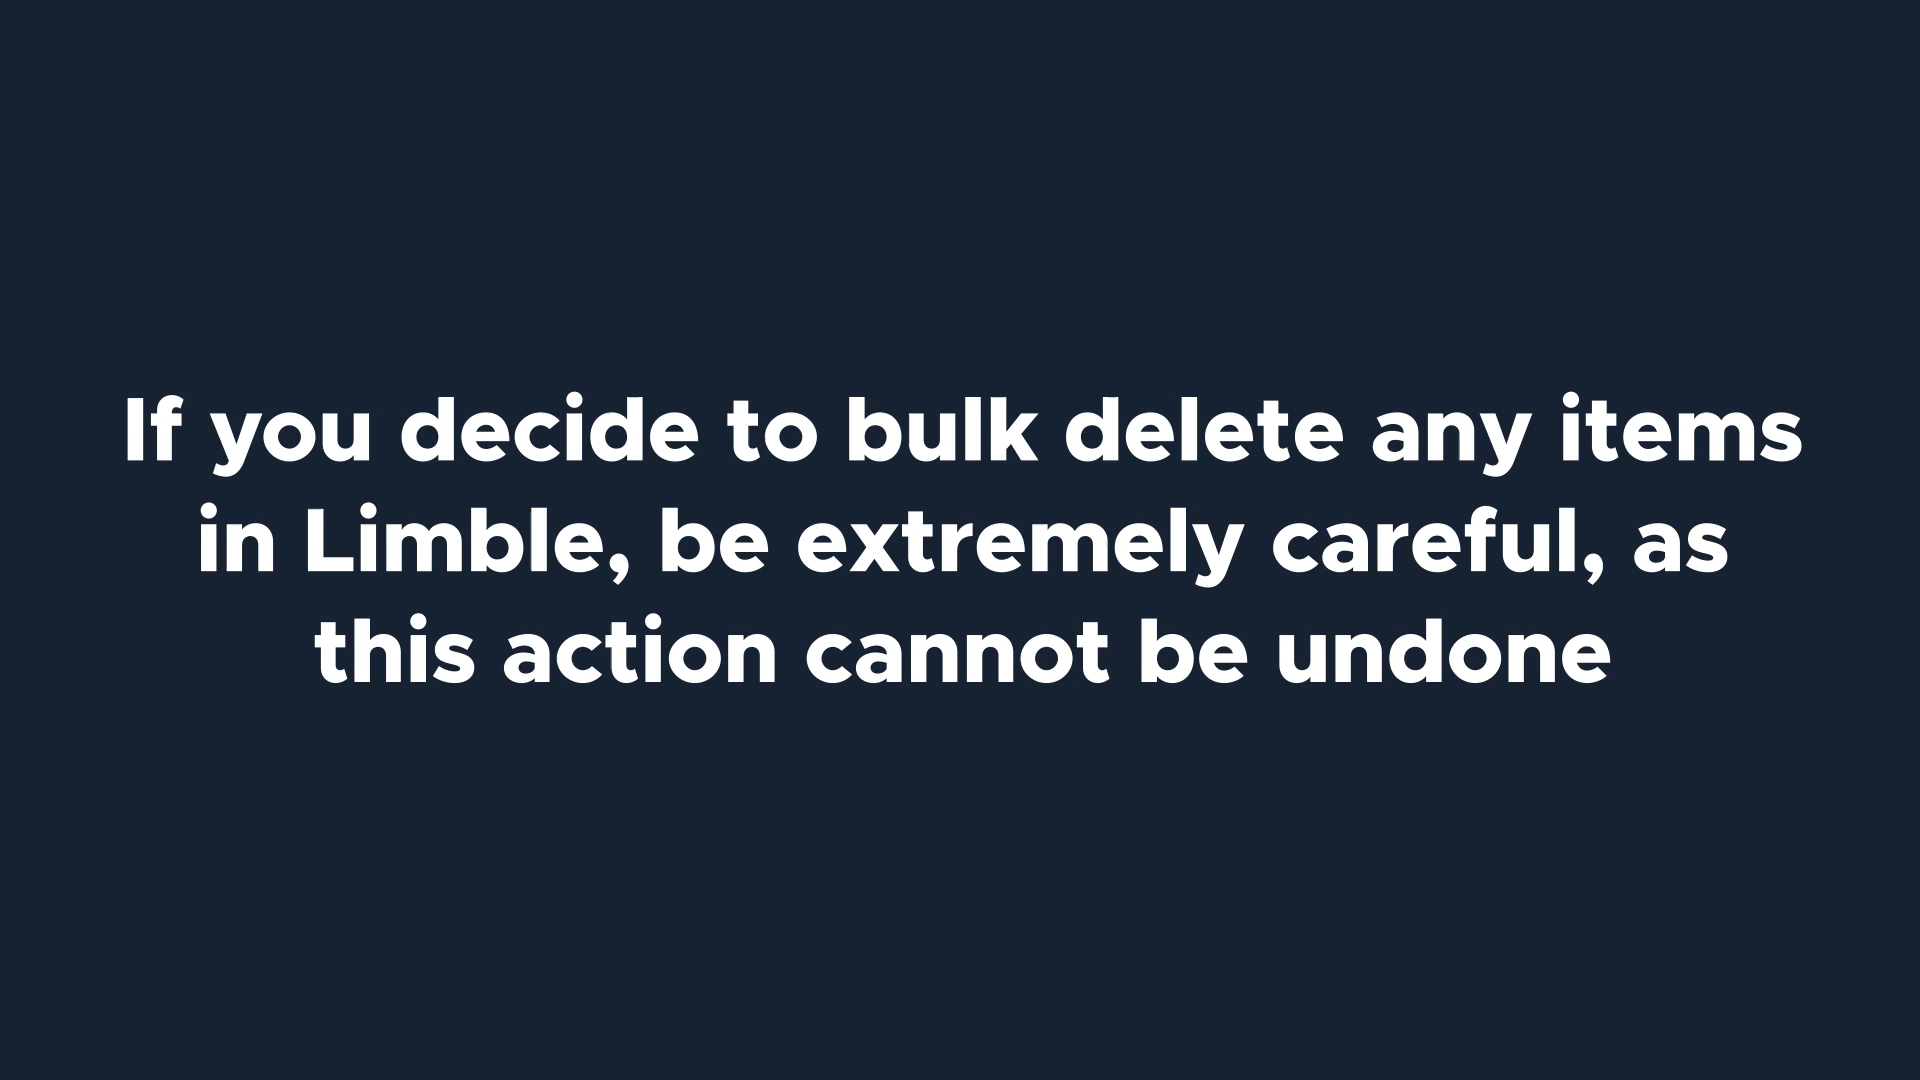 If you decide to bulk delete any items
in Limble, be extremely careful, as
this action cannot be undone